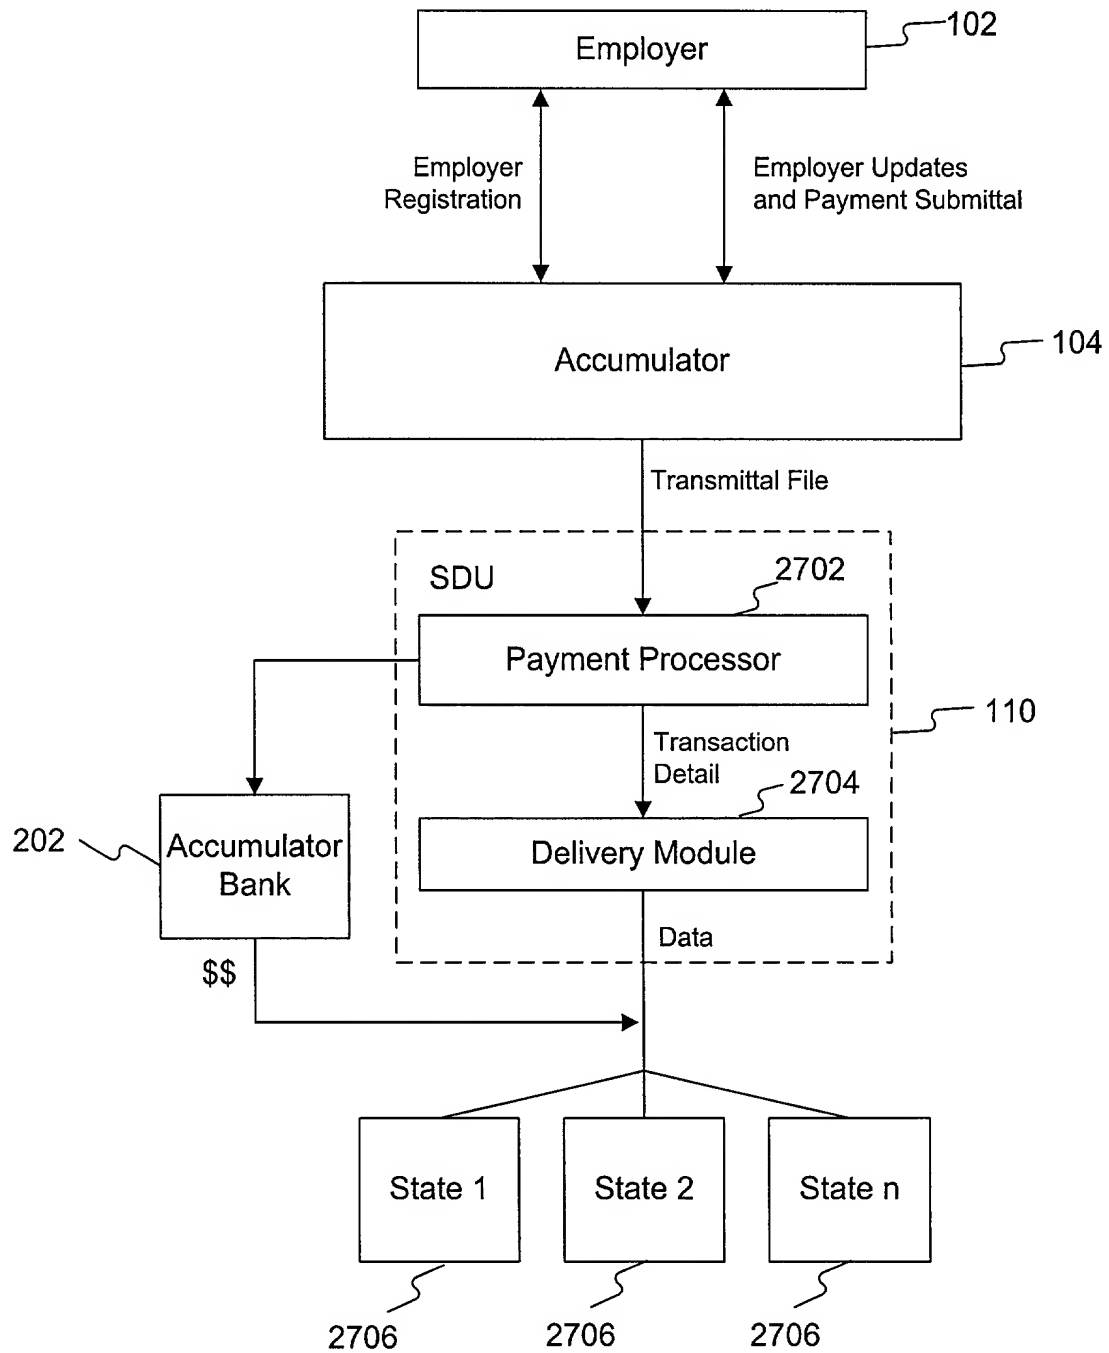 102
Employer
Employer
Registration
Employer Updates
and Payment Submittal
104
Accumulator
Transmittal File
SDU
2702
Payment Processor
110
Transaction
Detail
2704
202
Accumulator
Bank
Delivery Module
Data
$$
State 1
State 2
State n
2706
2706
2706